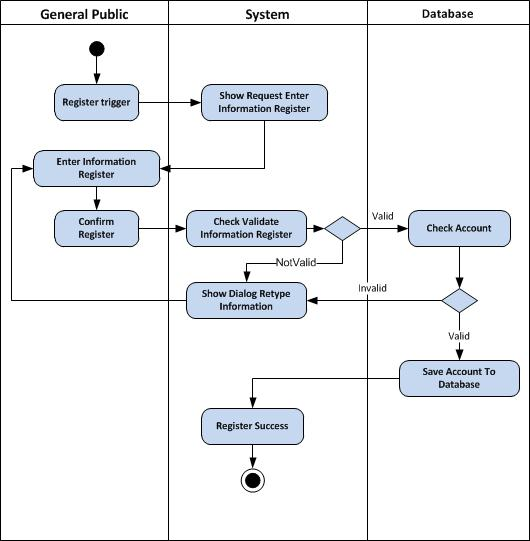 General Public
System
Database
Register trigger
Show Request Enter
Information Register
Enter Information
Register
Confirm
Register
Check Validate
Information Register
Valid
Check Account
NotValid
Show Dialog Retype
Information
Invalid
Valid
Save Account To
Database
Register Success